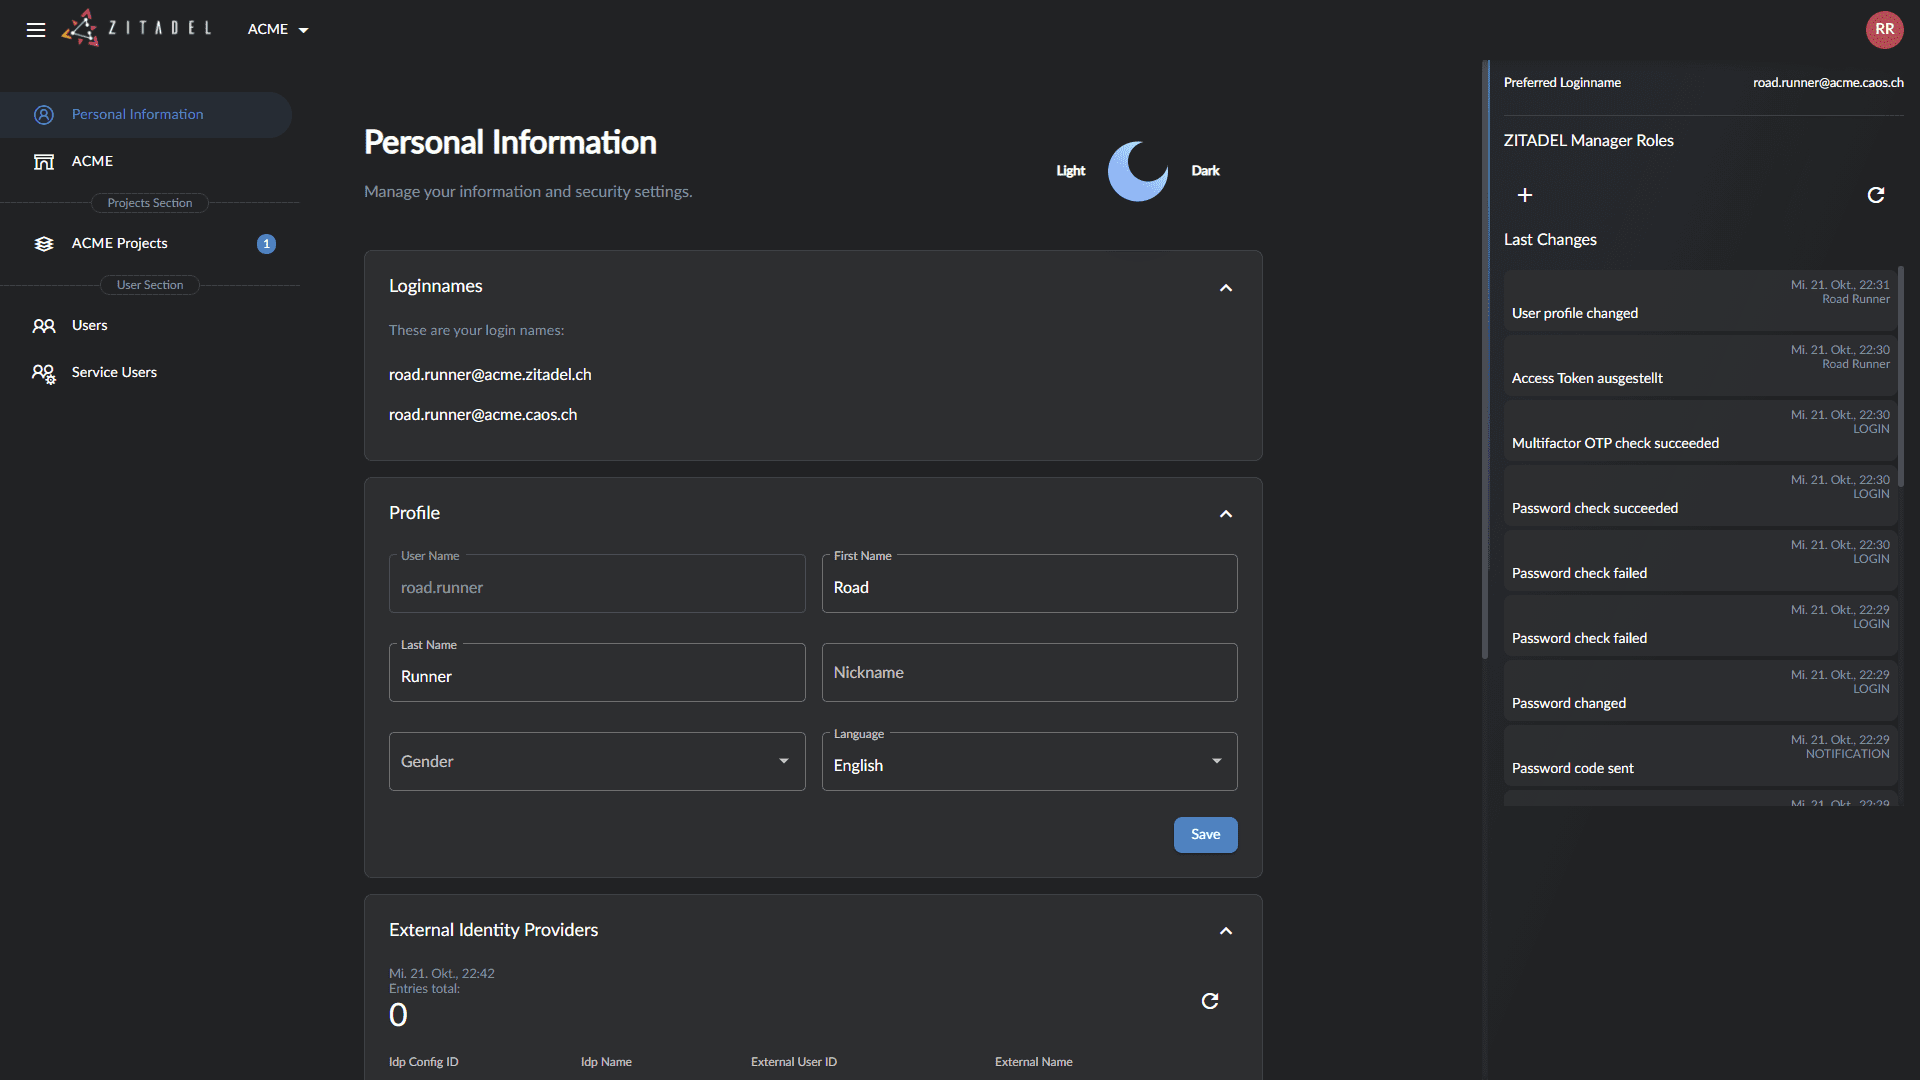 ZITADEL
ACME
RR
Personal Information
ACME
Projects Section
ACME Projects
1
User Section
Users
Service Users
Personal Information
Manage your information and security settings.
Light
Dark
Loginnames
These are your login names:
road.runner@acme.zitadel.ch
road.runner@acme.caos.ch
Profile
User Name
road.runner
First Name
Road
Last Name
Runner
Nickname
Gender
Language
English
Save
External Identity Providers
Mi. 21. Okt., 22:42
Entries total:
0
Idp Config ID
Idp Name
External User ID
External Name
Preferred Loginname
road.runner@acme.caos.ch
ZITADEL Manager Roles
Last Changes
Mi. 21. Okt., 22:31
Road Runner
User profile changed
Mi. 21. Okt., 22:30
Road Runner
Access Token ausgestellt
Mi. 21. Okt., 22:30
LOGIN
Multifactor OTP check succeeded
Mi. 21. Okt., 22:30
LOGIN
Password check succeeded
Mi. 21. Okt., 22:30
LOGIN
Password check failed
Mi. 21. Okt., 22:29
LOGIN
Password check failed
Mi. 21. Okt., 22:29
LOGIN
Password changed
Mi. 21. Okt., 22:29
NOTIFICATION
Password code sent
Mi. 21. Okt., 22:29